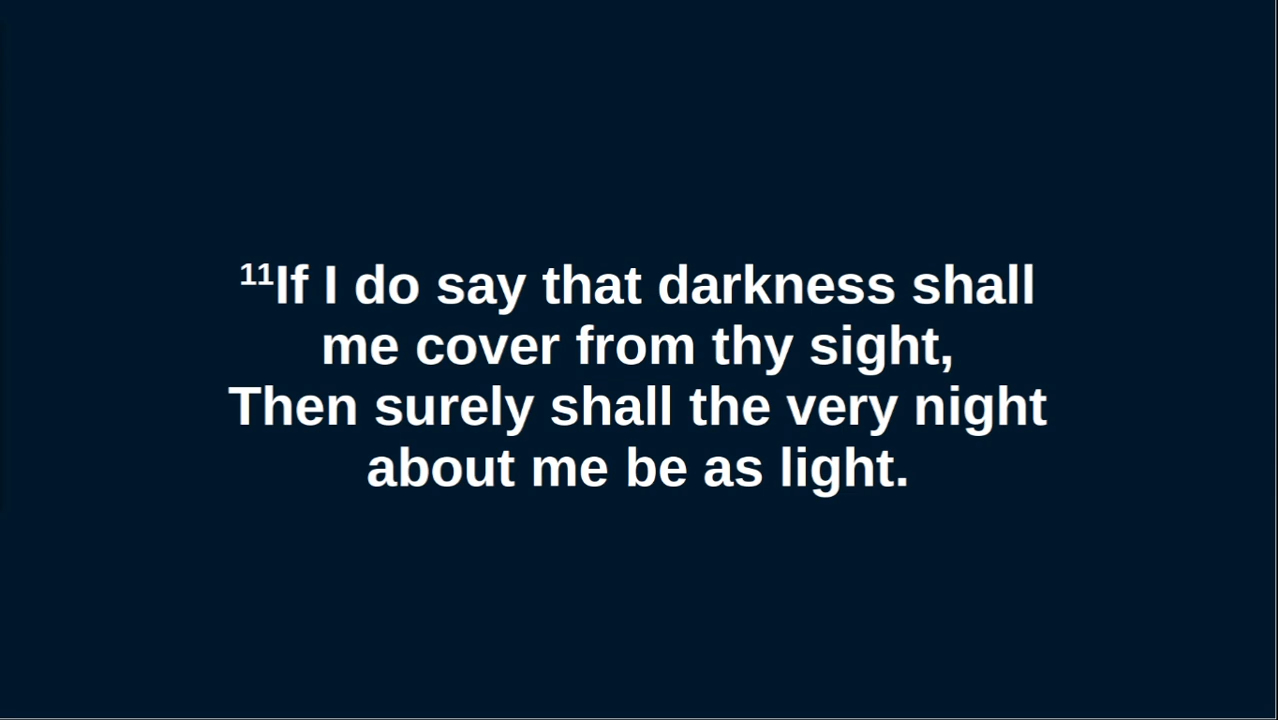 ¹¹If I do say that darkness shall
me cover from thy sight,
Then surely shall the very night
about me be as light.